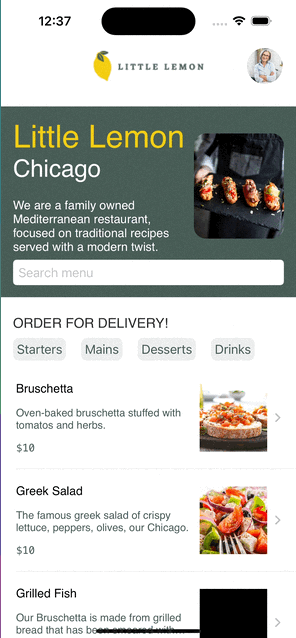 12:37
LITTLE LEMON
Little Lemon
Chicago
We are a family owned
Mediterranean restaurant,
focused on traditional recipes
served with a modern twist.
Search menu
ORDER FOR DELIVERY!
Starters Mains Desserts Drinks
Bruschetta
Oven-baked bruschetta stuffed with
tomatoes and herbs.
$10
Greek Salad
The famous greek salad of crispy
lettuce, peppers, olives, our Chicago.
$10
Grilled Fish
Our Bruschetta is made from grilled
bread that has been smeared with...